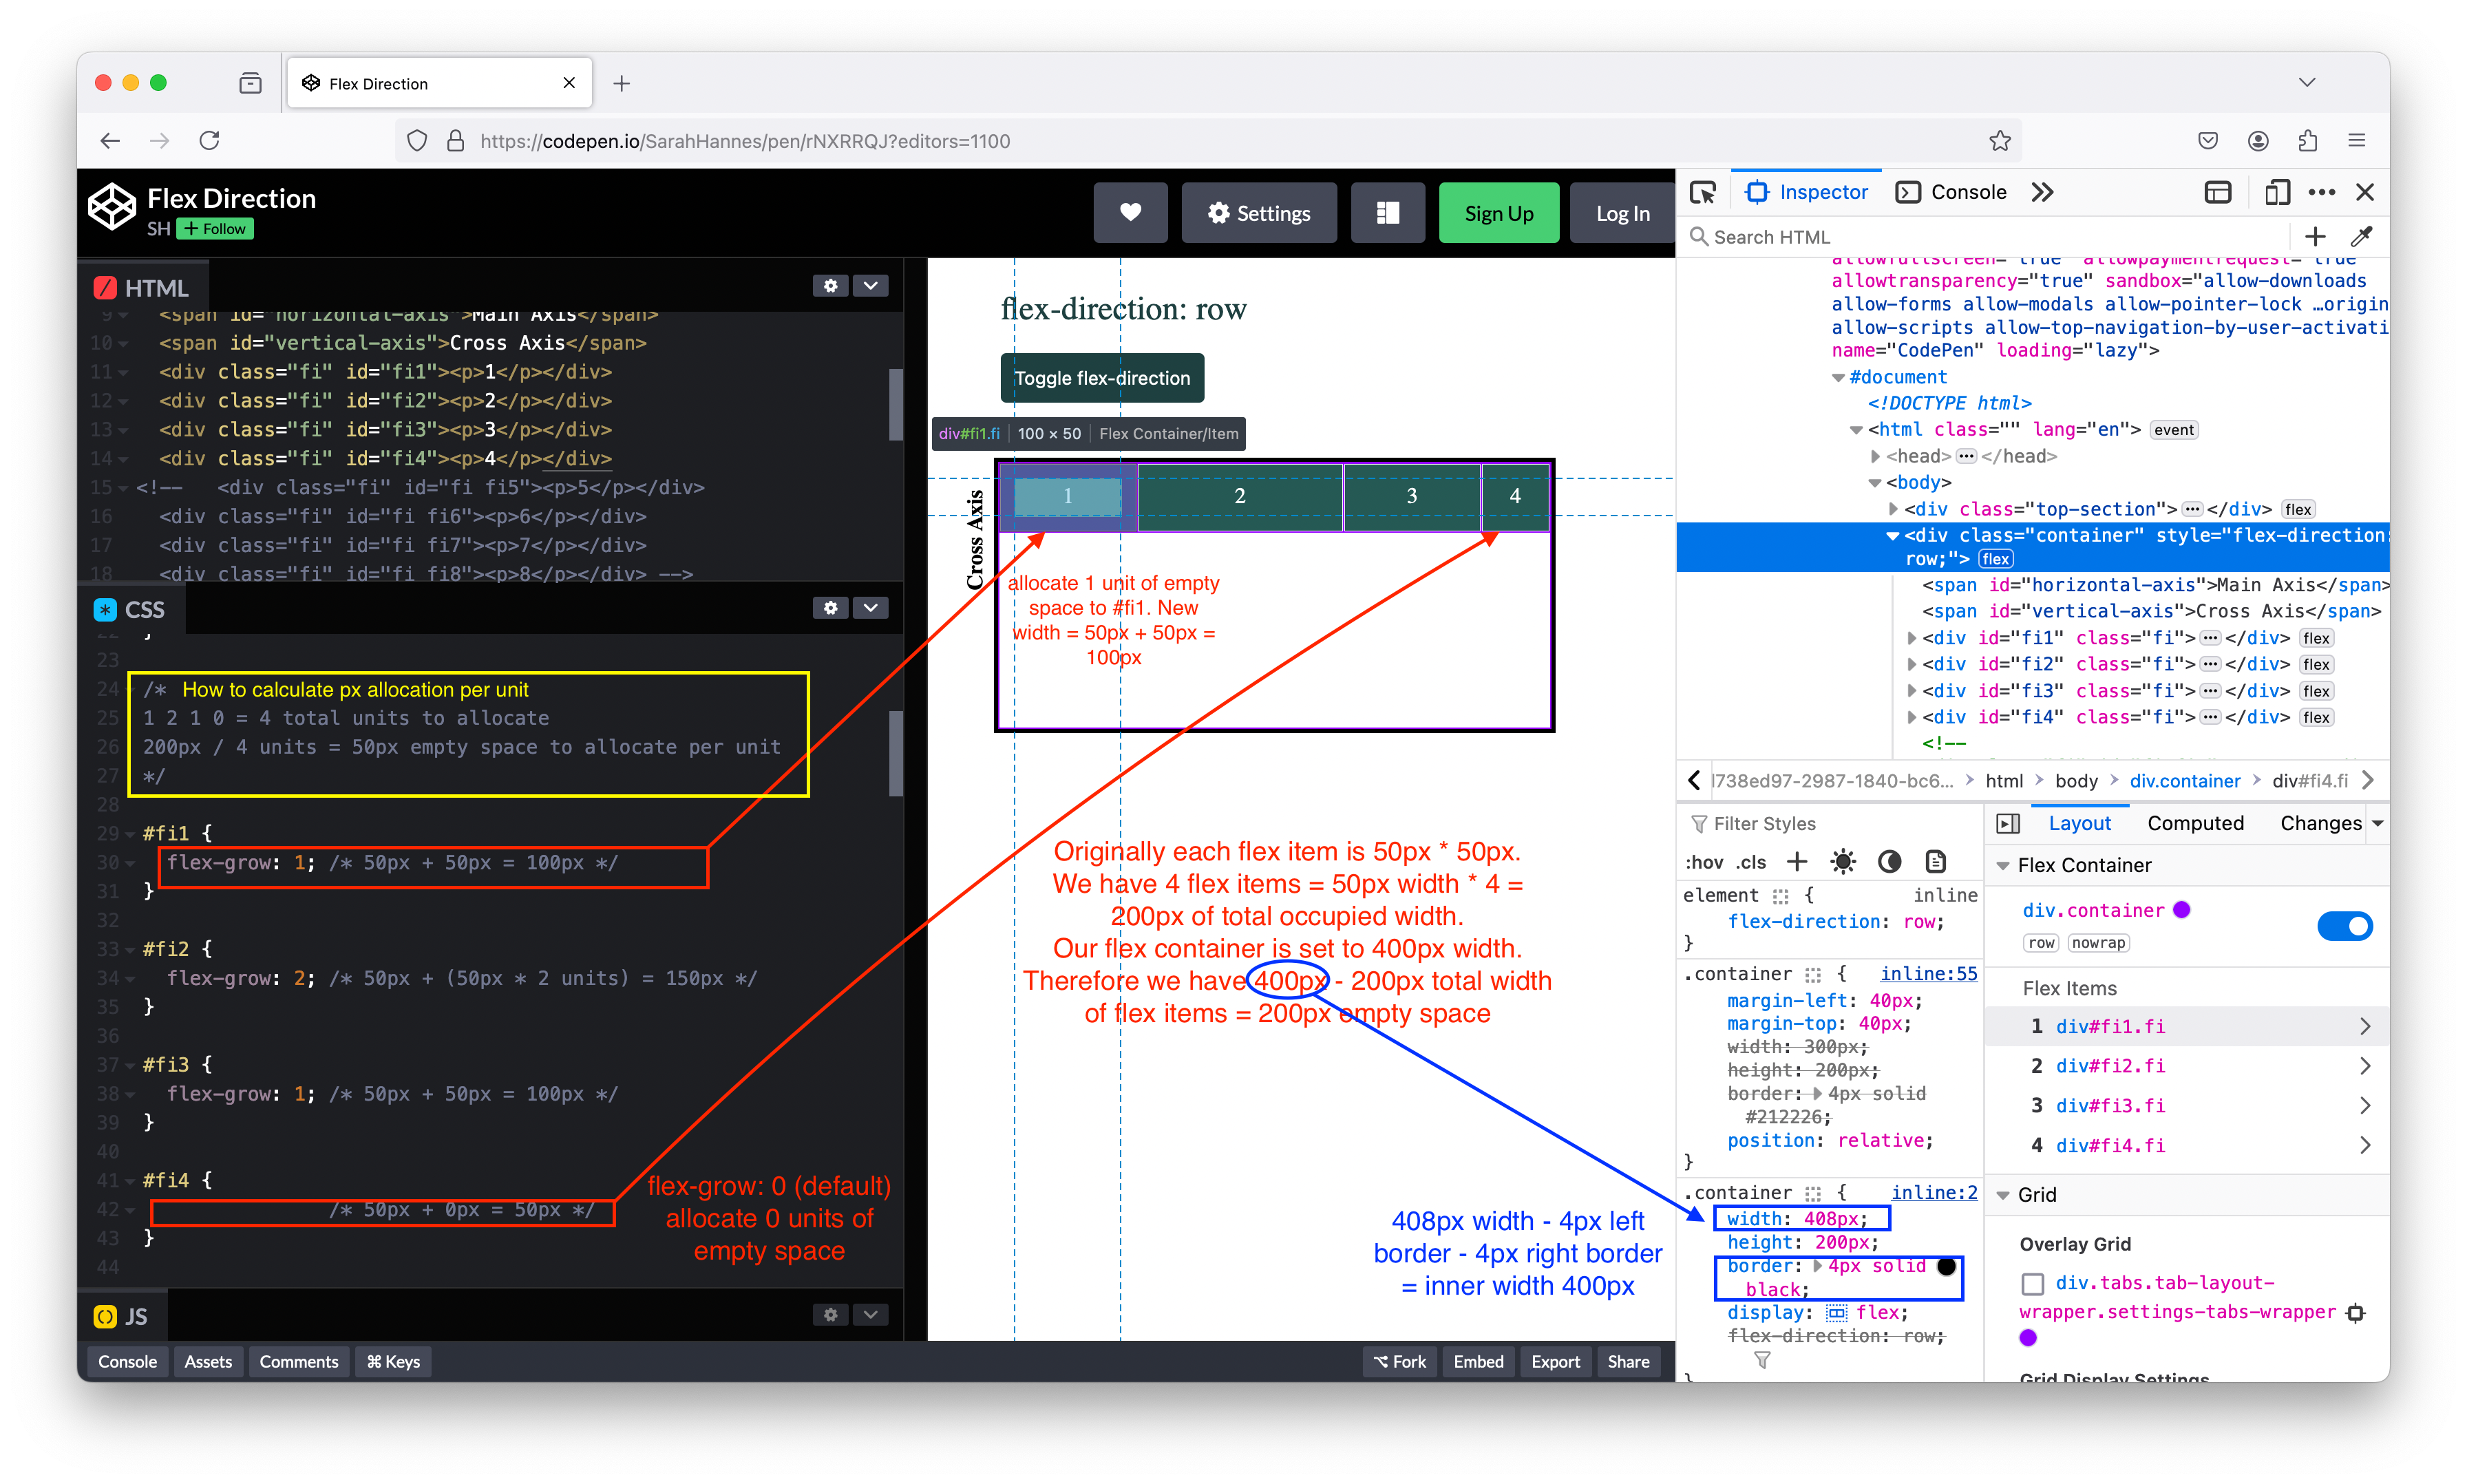 Flex Direction
https://codepen.io/SarahHannes/pen/rNXRRQJ?editors=1100
Flex Direction
SH + Follow
Settings
Sign Up
Log In
HTML
9 <span id="horizontal-axis">Main Axis</span>
10 <span id="vertical-axis">Cross Axis</span>
11 <div class="fi" id="fi1"><p>1</p></div>
12 <div class="fi" id="fi2"><p>2</p></div>
13 <div class="fi" id="fi3"><p>3</p></div>
14 <div class="fi" id="fi4"><p>4</p></div>
15 <!-- <div class="fi" id="fi fi5"><p>5</p></div>
16 <div class="fi" id="fi fi6"><p>6</p></div>
17 <div class="fi" id="fi fi7"><p>7</p></div>
18 <div class="fi" id="fi fi8"><p>8</p></div> -->
CSS
22 }
23
24 /* How to calculate px allocation per unit
25 1 2 1 0 = 4 total units to allocate
26 200px / 4 units = 50px empty space to allocate per unit
27 */
28
29 #fi1 {
30 flex-grow: 1; /* 50px + 50px = 100px */
31 }
32
33 #fi2 {
34 flex-grow: 2; /* 50px + (50px * 2 units) = 150px */
35 }
36
37 #fi3 {
38 flex-grow: 1; /* 50px + 50px = 100px */
39 }
40
41 #fi4 {
42 /* 50px + 0px = 50px */
43 }
44
flex-grow: 0 (default)
allocate 0 units of
empty space
JS
Console Assets Comments ⌘ Keys
Fork Embed Export Share
flex-direction: row
Toggle flex-direction
div#fi1.fi | 100 × 50 | Flex Container/Item
Cross Axis
1 2 3 4
allocate 1 unit of empty
space to #fi1. New
width = 50px + 50px =
100px
Originally each flex item is 50px * 50px.
We have 4 flex items = 50px width * 4 =
200px of total occupied width.
Our flex container is set to 400px width.
Therefore we have 400px - 200px total width
of flex items = 200px empty space
408px width - 4px left
border - 4px right border
= inner width 400px
Inspector Console
Search HTML
allowfullscreen="true" allowpaymentrequest="true"
allowtransparency="true" sandbox="allow-downloads
allow-forms allow-modals allow-pointer-lock …origin
allow-scripts allow-top-navigation-by-user-activati
name="CodePen" loading="lazy">
#document
<!DOCTYPE html>
<html class="" lang="en"> event
<head>•••</head>
<body>
<div class="top-section">•••</div> flex
<div class="container" style="flex-direction:
row;"> flex
<span id="horizontal-axis">Main Axis</span>
<span id="vertical-axis">Cross Axis</span>
<div id="fi1" class="fi">•••</div> flex
<div id="fi2" class="fi">•••</div> flex
<div id="fi3" class="fi">•••</div> flex
<div id="fi4" class="fi">•••</div> flex
<!--
l738ed97-2987-1840-bc6… > html > body > div.container > div#fi4.fi
Filter Styles
:hov .cls
element { inline
flex-direction: row;
}
.container { inline:55
margin-left: 40px;
margin-top: 40px;
width: 300px;
height: 200px;
border: 4px solid
#212226;
position: relative;
}
.container { inline:2
width: 408px;
height: 200px;
border: 4px solid
black;
display: flex;
flex-direction: row;
}
Layout Computed Changes
Flex Container
div.container
row nowrap
Flex Items
1 div#fi1.fi
2 div#fi2.fi
3 div#fi3.fi
4 div#fi4.fi
Grid
Overlay Grid
div.tabs.tab-layout-
wrapper.settings-tabs-wrapper
Grid Display Settings